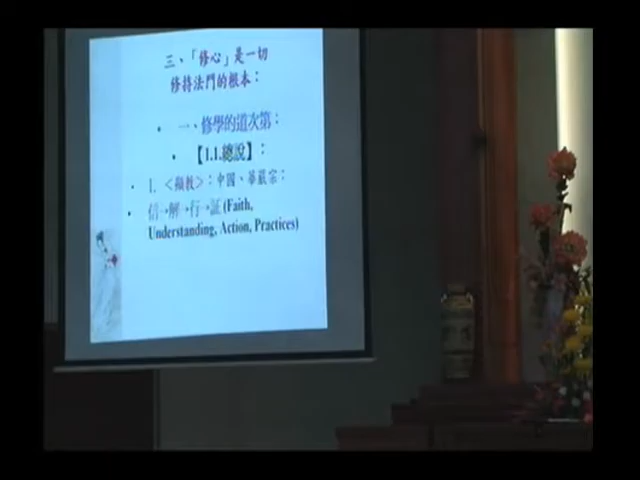 三、「修心」是一切
修持法門的根本：
• 一、修學的道次第：
• 【1.1.總說】：
• 1. <顯教>：中國、華嚴宗：
• 信→解→行→証(Faith,
Understanding, Action, Practices)